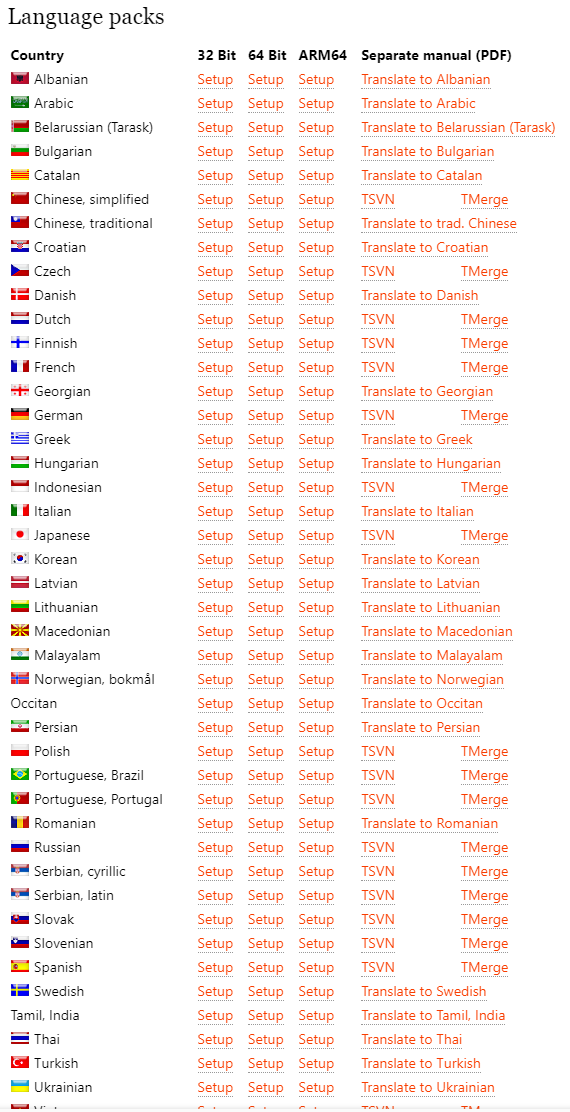 Language packs
Country 32 Bit 64 Bit ARM64 Separate manual (PDF)
Albanian Setup Setup Setup Translate to Albanian
Arabic Setup Setup Setup Translate to Arabic
Belarussian (Tarask) Setup Setup Setup Translate to Belarussian (Tarask)
Bulgarian Setup Setup Setup Translate to Bulgarian
Catalan Setup Setup Setup Translate to Catalan
Chinese, simplified Setup Setup Setup TSVN TMerge
Chinese, traditional Setup Setup Setup Translate to trad. Chinese
Croatian Setup Setup Setup Translate to Croatian
Czech Setup Setup Setup TSVN TMerge
Danish Setup Setup Setup Translate to Danish
Dutch Setup Setup Setup TSVN TMerge
Finnish Setup Setup Setup TSVN TMerge
French Setup Setup Setup TSVN TMerge
Georgian Setup Setup Setup Translate to Georgian
German Setup Setup Setup TSVN TMerge
Greek Setup Setup Setup Translate to Greek
Hungarian Setup Setup Setup Translate to Hungarian
Indonesian Setup Setup Setup TSVN TMerge
Italian Setup Setup Setup Translate to Italian
Japanese Setup Setup Setup TSVN TMerge
Korean Setup Setup Setup Translate to Korean
Latvian Setup Setup Setup Translate to Latvian
Lithuanian Setup Setup Setup Translate to Lithuanian
Macedonian Setup Setup Setup Translate to Macedonian
Malayalam Setup Setup Setup Translate to Malayalam
Norwegian, bokmål Setup Setup Setup Translate to Norwegian
Occitan Setup Setup Setup Translate to Occitan
Persian Setup Setup Setup Translate to Persian
Polish Setup Setup Setup TSVN TMerge
Portuguese, Brazil Setup Setup Setup TSVN TMerge
Portuguese, Portugal Setup Setup Setup TSVN TMerge
Romanian Setup Setup Setup Translate to Romanian
Russian Setup Setup Setup TSVN TMerge
Serbian, cyrillic Setup Setup Setup TSVN TMerge
Serbian, latin Setup Setup Setup TSVN TMerge
Slovak Setup Setup Setup TSVN TMerge
Slovenian Setup Setup Setup TSVN TMerge
Spanish Setup Setup Setup TSVN TMerge
Swedish Setup Setup Setup Translate to Swedish
Tamil, India Setup Setup Setup Translate to Tamil, India
Thai Setup Setup Setup Translate to Thai
Turkish Setup Setup Setup Translate to Turkish
Ukrainian Setup Setup Setup Translate to Ukrainian